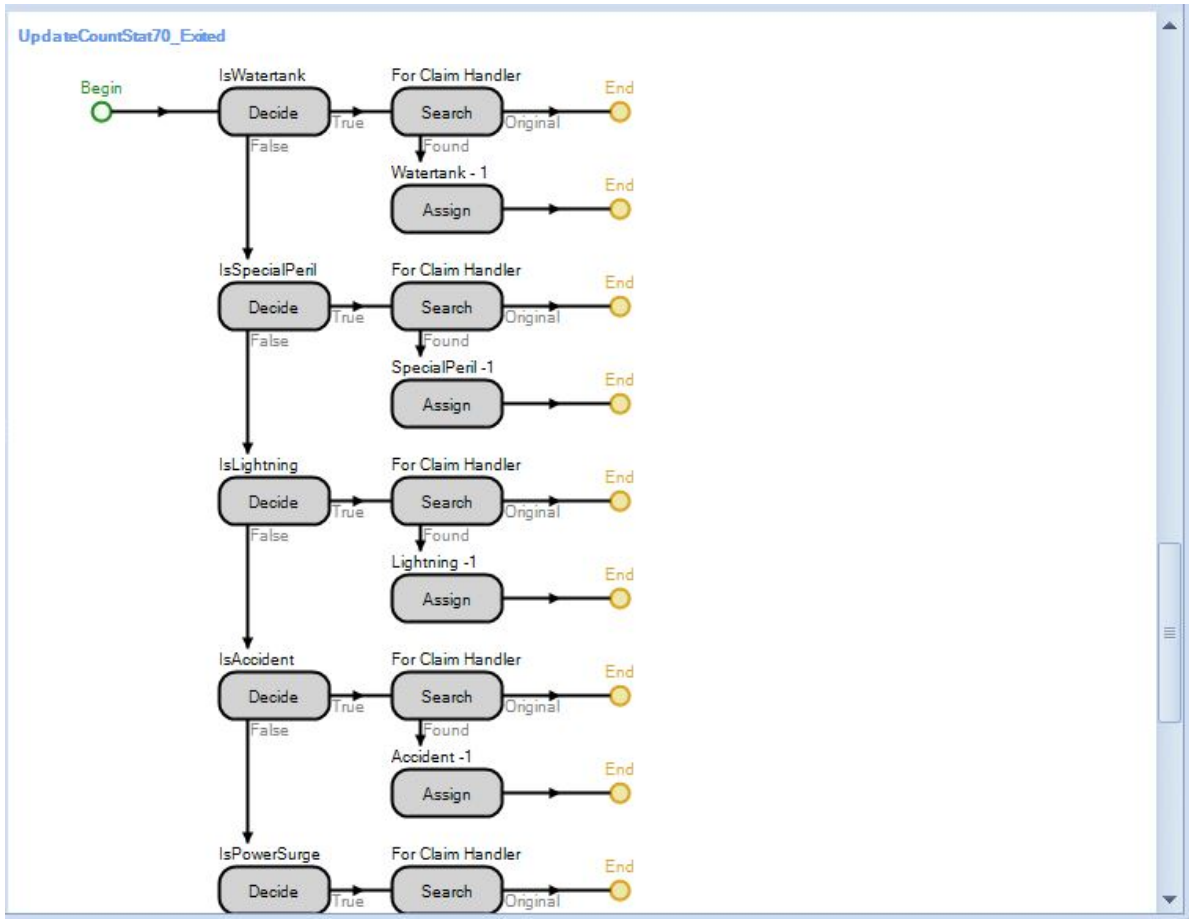 UpdateCountStat70_Exited
IsWatertank For Claim Handler
Begin End
Decide Search
True Original
False Found
Watertank - 1
End
Assign
IsSpecialPeril For Claim Handler
End
Decide Search
True Original
False Found
SpecialPeril -1
End
Assign
IsLightning For Claim Handler
End
Decide Search
True Original
False Found
Lightning -1
End
Assign
IsAccident For Claim Handler
End
Decide Search
True Original
False Found
Accident -1
End
Assign
IsPowerSurge For Claim Handler
End
Decide Search
True Original